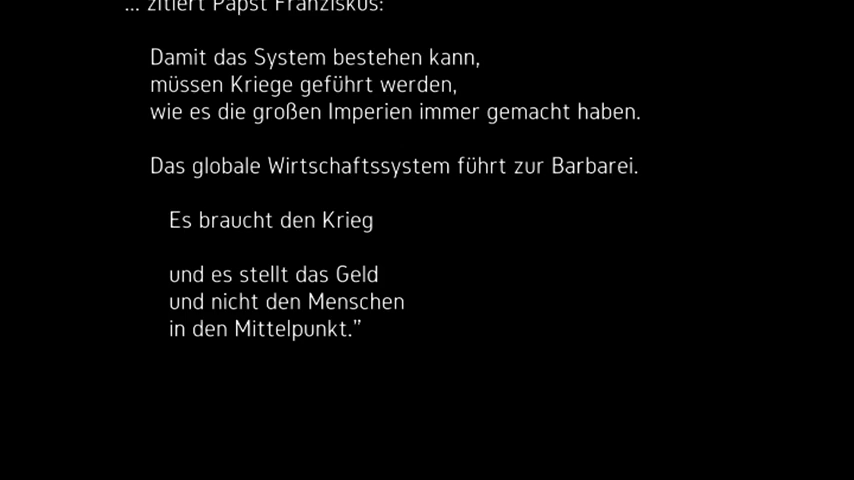 ... zitiert Papst Franziskus:
Damit das System bestehen kann,
müssen Kriege geführt werden,
wie es die großen Imperien immer gemacht haben.
Das globale Wirtschaftssystem führt zur Barbarei.
Es braucht den Krieg
und es stellt das Geld
und nicht den Menschen
in den Mittelpunkt.”